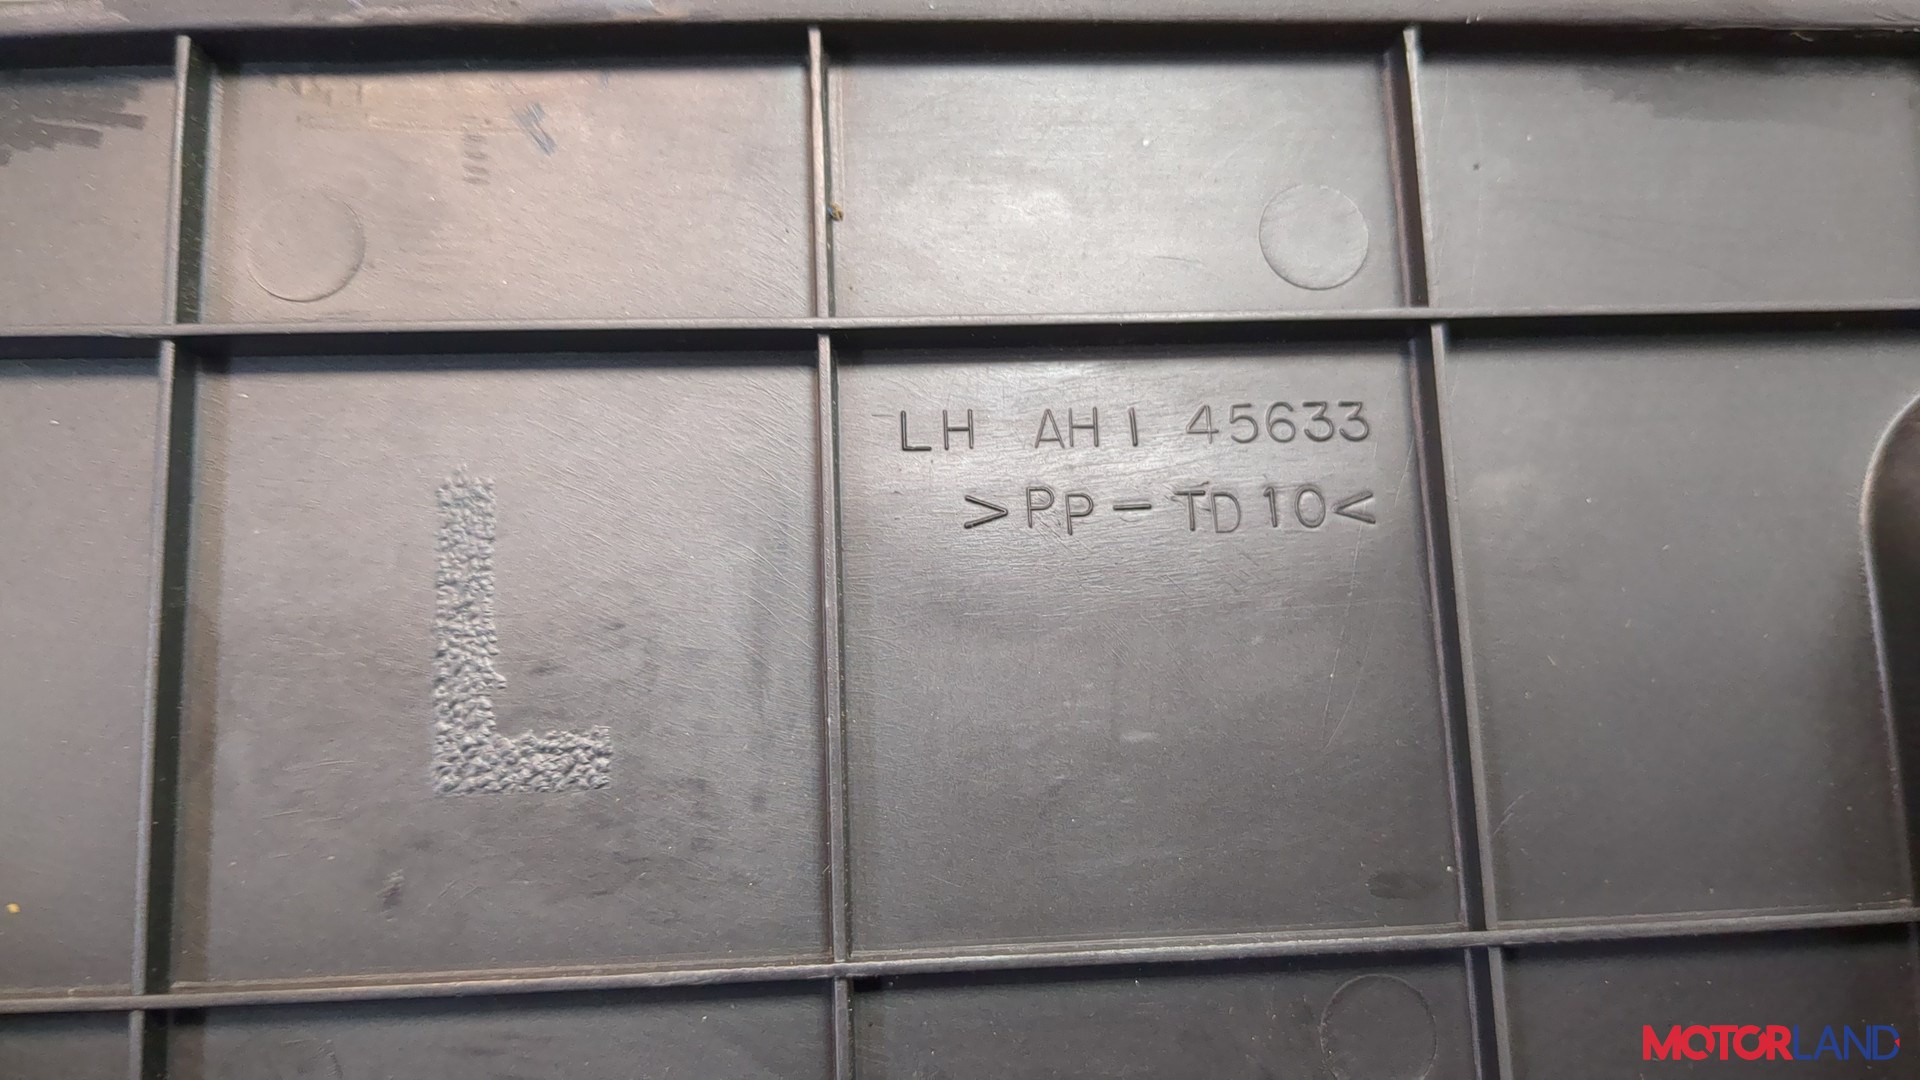 LH AH1 45633
>PP-TD10<
L
MOTORLAND